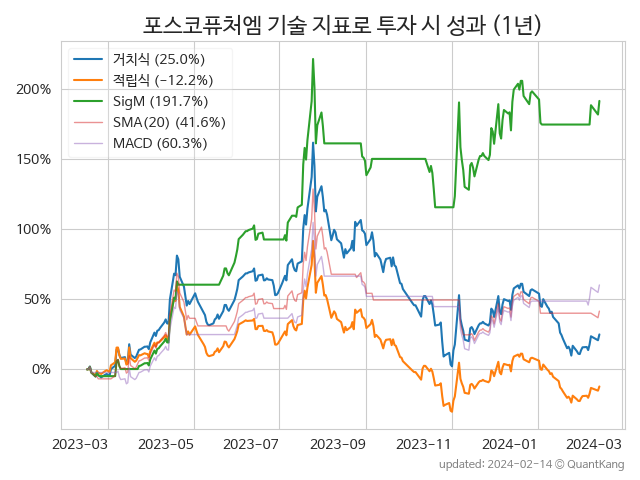 포스코퓨처엠 기술 지표로 투자 시 성과 (1년)
거치식 (25.0%)
적립식 (-12.2%)
SigM (191.7%)
SMA(20) (41.6%)
MACD (60.3%)
200%
150%
100%
50%
0%
2023-03 2023-05 2023-07 2023-09 2023-11 2024-01 2024-03
updated: 2024-02-14 © QuantKang